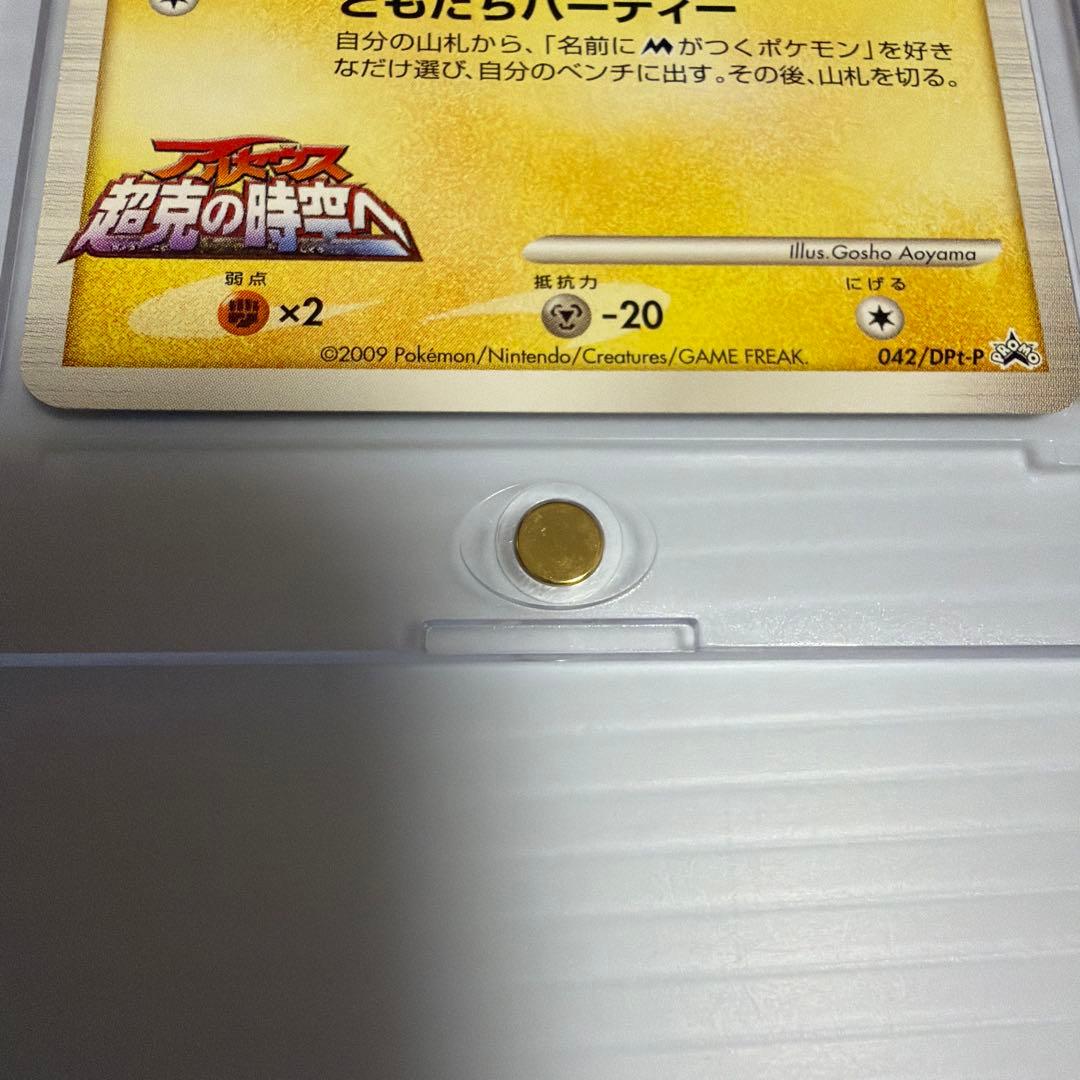 ともだちパーティー
自分の山札から、「名前に M がつくポケモン」を好き
なだけ選び、自分のベンチに出す。その後、山札を切る。
アルセウス
超克の時空へ
Illus. Gosho Aoyama
弱点 抵抗力 にげる
×2 -20
©2009 Pokémon/Nintendo/Creatures/GAME FREAK. 042/DPt-P PROMO